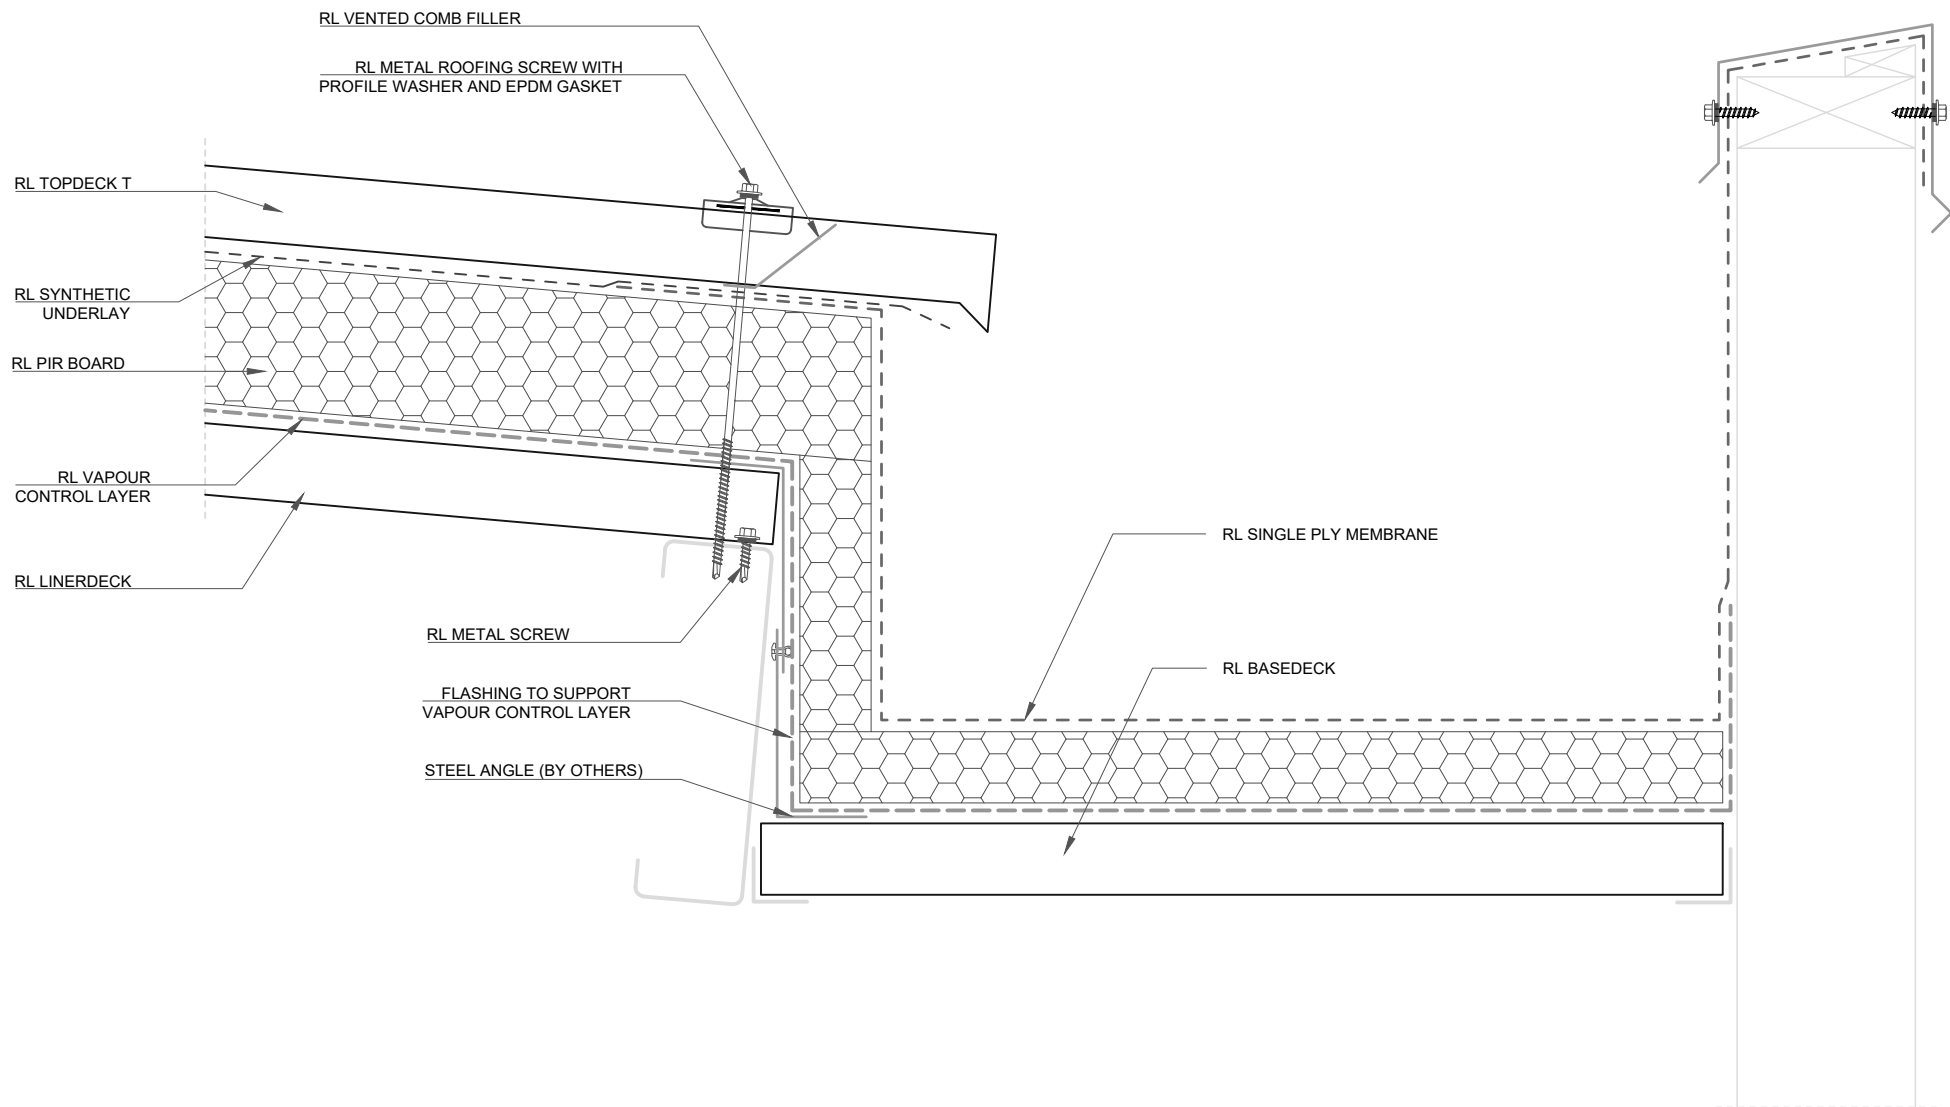 RL VENTED COMB FILLER
RL METAL ROOFING SCREW WITH
PROFILE WASHER AND EPDM GASKET
RL TOPDECK T
RL SYNTHETIC
UNDERLAY
RL PIR BOARD
RL VAPOUR
CONTROL LAYER
RL LINERDECK
RL METAL SCREW
FLASHING TO SUPPORT
VAPOUR CONTROL LAYER
STEEL ANGLE (BY OTHERS)
RL SINGLE PLY MEMBRANE
RL BASEDECK